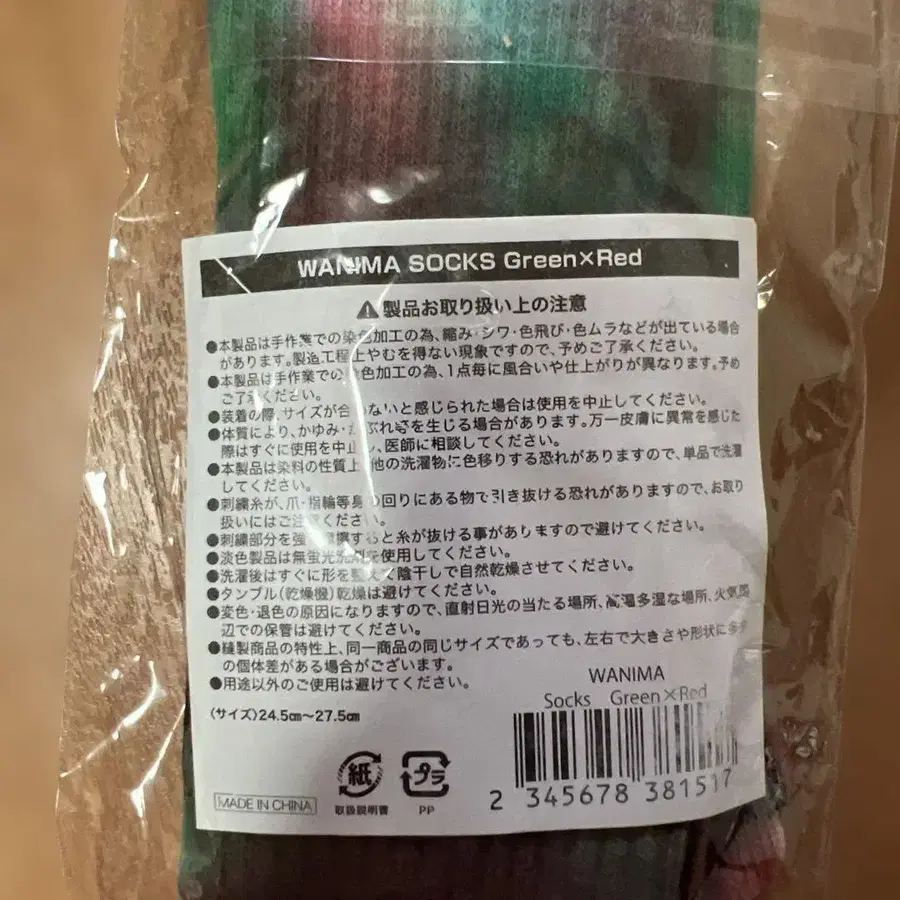 WANIMA SOCKS Green×Red
⚠製品お取り扱い上の注意
●本製品は手作業での染色加工の為、縮み・シワ・色飛び・色ムラなどが出ている場合
があります。製造工程上やむを得ない現象ですので、予めご了承ください。
●本製品は手作業での色加工の為、1点毎に風合いや仕上がりが異なります。予め
ご了承ください。
●装着の際、サイズが合わないと感じられた場合は使用を中止してください。
●体質により、かゆみ・かぶれ等を生じる場合があります。万一皮膚に異常を感じた
際はすぐに使用を中止し、医師に相談してください。
●本製品は染料の性質上、他の洗濯物に色移りする恐れがありますので、単品で洗濯
してください。
●刺繍糸が、爪・指輪等身の回りにある物で引き抜ける恐れがありますので、お取り
扱いにはご注意ください。
●刺繍部分を強く摩擦すると糸が抜ける事がありますので避けてください。
●淡色製品は無蛍光洗剤を使用してください。
●洗濯後はすぐに形を整えて陰干しで自然乾燥させてください。
●タンブル(乾燥機)乾燥は避けてください。
●変色・退色の原因になりますので、直射日光の当たる場所、高温多湿な場所、火気周
辺での保管は避けてください。
●縫製商品の特性上、同一商品の同じサイズであっても、左右で大きさや形状に多少
の個体差がある場合がございます。
●用途以外のご使用は避けてください。
〈サイズ〉24.5cm〜27.5cm
WANIMA
Socks Green×Red
2 345678 381517
MADE IN CHINA
紙
取扱説明書
プラ
PP